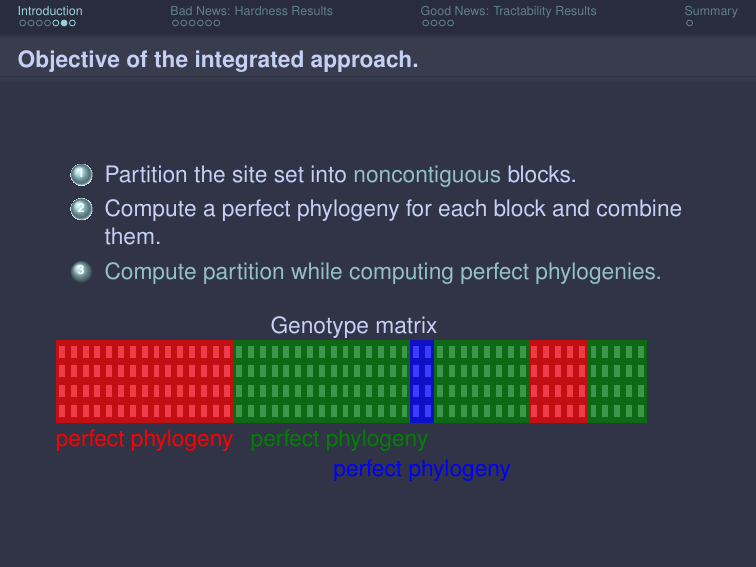 Introduction
Bad News: Hardness Results
Good News: Tractability Results
Summary
Objective of the integrated approach.
1 Partition the site set into noncontiguous blocks.
2 Compute a perfect phylogeny for each block and combine
them.
3 Compute partition while computing perfect phylogenies.
Genotype matrix
perfect phylogeny perfect phylogeny
perfect phylogeny